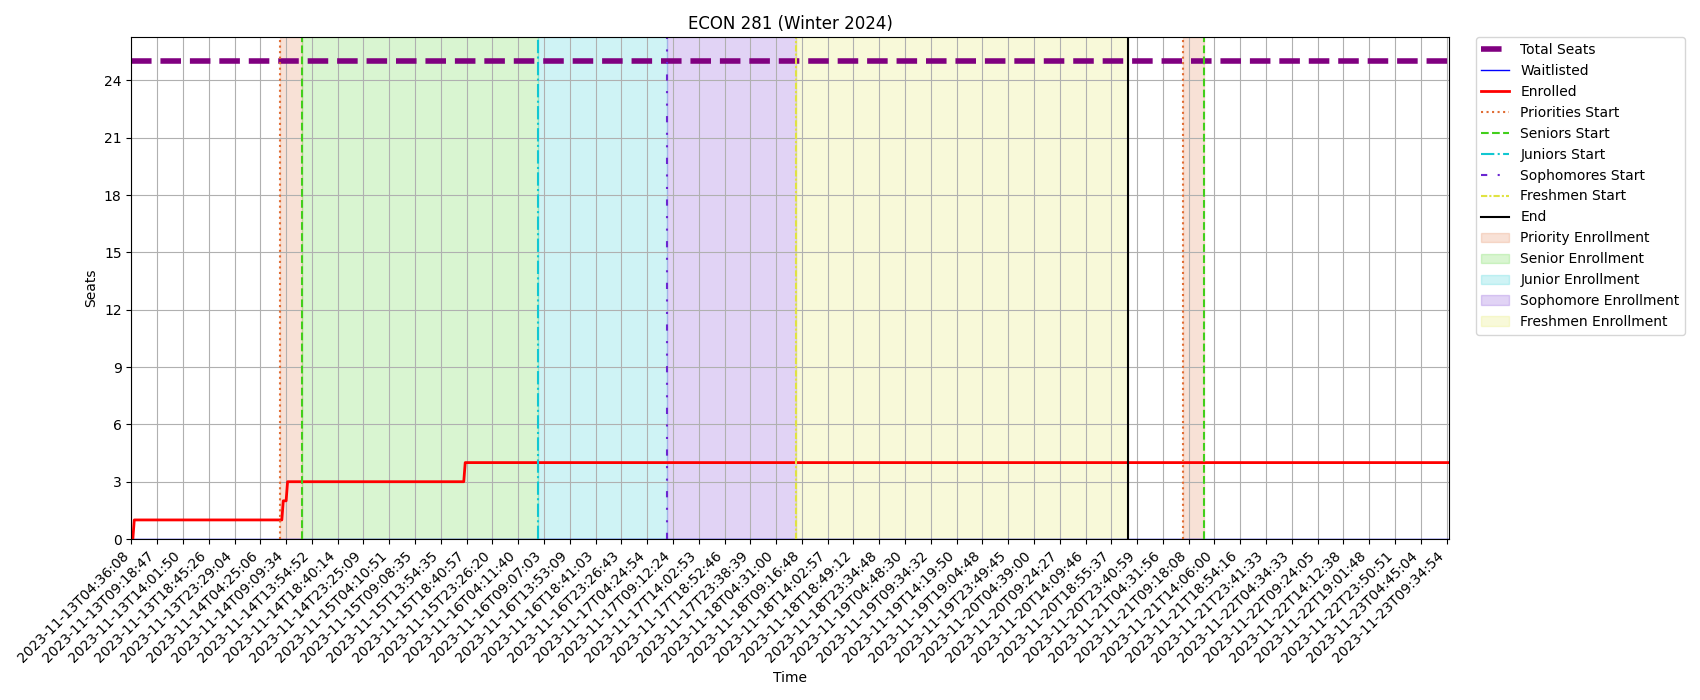 ECON 281 (Winter 2024)
Seats
24
21
18
15
12
9
6
3
0
2023-11-13T04:36:08
2023-11-13T09:18:47
2023-11-13T14:01:50
2023-11-13T18:45:26
2023-11-13T23:29:04
2023-11-14T04:25:06
2023-11-14T09:09:34
2023-11-14T13:54:52
2023-11-14T18:40:14
2023-11-14T23:25:09
2023-11-15T04:10:51
2023-11-15T09:08:35
2023-11-15T13:54:35
2023-11-15T18:40:57
2023-11-15T23:26:20
2023-11-16T04:11:40
2023-11-16T09:07:03
2023-11-16T13:53:09
2023-11-16T18:41:03
2023-11-16T23:26:43
2023-11-17T04:24:54
2023-11-17T09:12:24
2023-11-17T14:02:53
2023-11-17T18:52:46
2023-11-17T23:38:39
2023-11-18T04:31:00
2023-11-18T09:16:48
2023-11-18T14:02:57
2023-11-18T18:49:12
2023-11-18T23:34:48
2023-11-19T04:48:30
2023-11-19T09:34:32
2023-11-19T14:19:50
2023-11-19T19:04:48
2023-11-19T23:49:45
2023-11-20T04:39:00
2023-11-20T09:24:27
2023-11-20T14:09:46
2023-11-20T18:55:37
2023-11-20T23:40:59
2023-11-21T04:31:56
2023-11-21T09:18:08
2023-11-21T14:06:00
2023-11-21T18:54:16
2023-11-21T23:41:33
2023-11-22T04:34:33
2023-11-22T09:24:05
2023-11-22T14:12:38
2023-11-22T19:01:48
2023-11-22T23:50:51
2023-11-23T04:45:04
2023-11-23T09:34:54
Time
Total Seats
Waitlisted
Enrolled
Priorities Start
Seniors Start
Juniors Start
Sophomores Start
Freshmen Start
End
Priority Enrollment
Senior Enrollment
Junior Enrollment
Sophomore Enrollment
Freshmen Enrollment